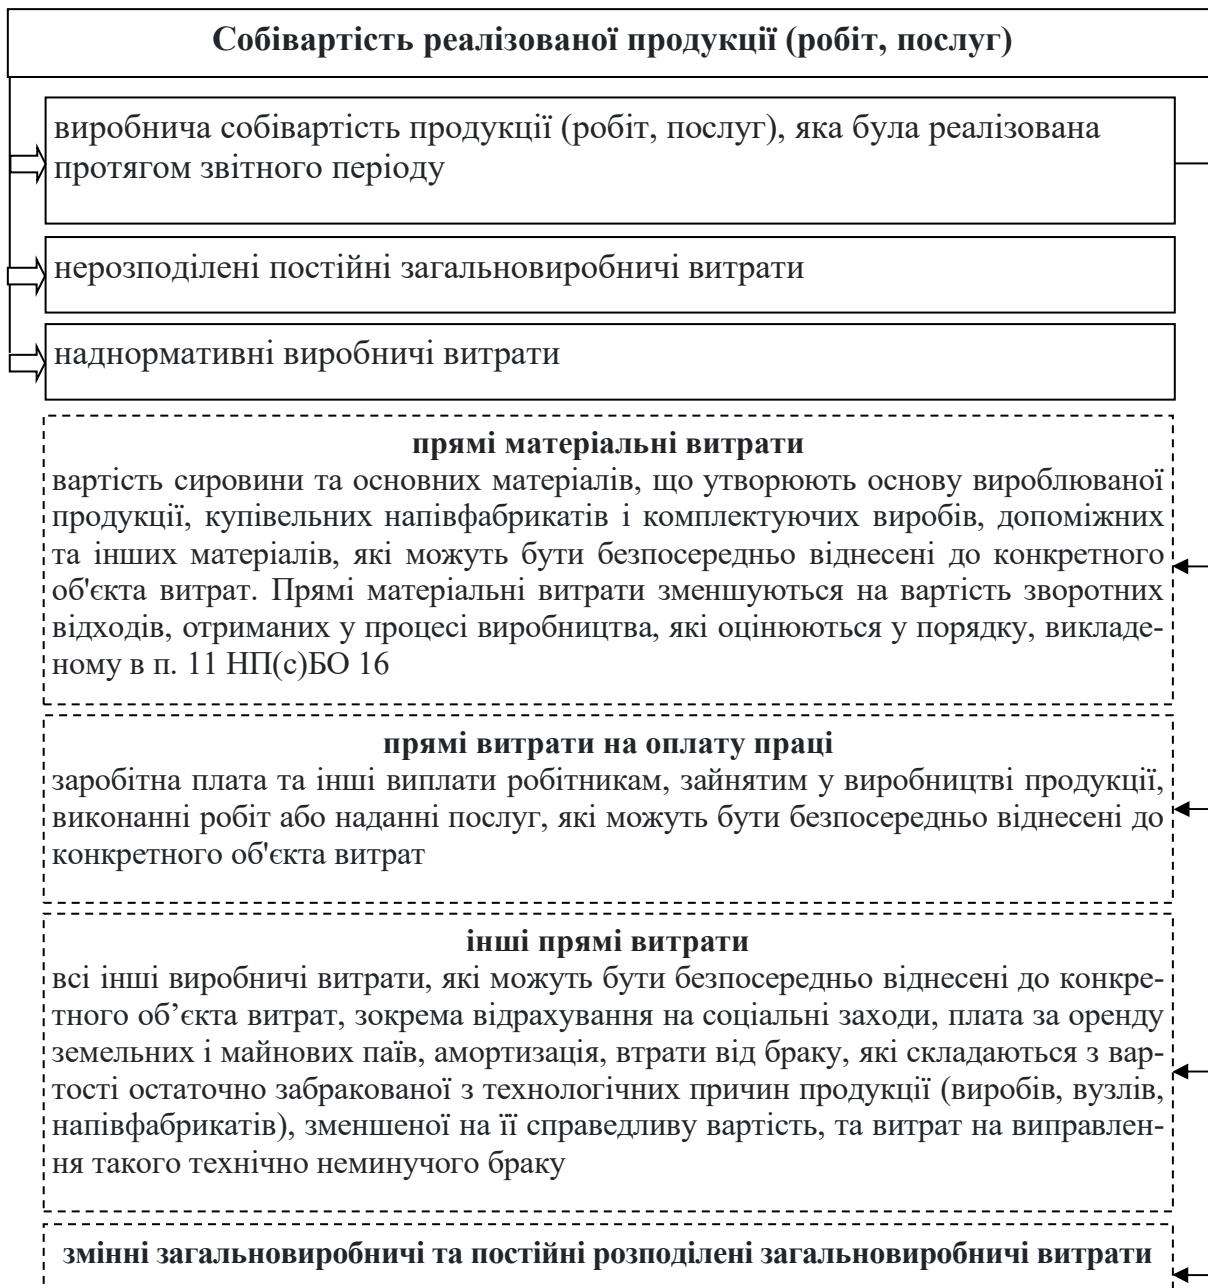 Собівартість реалізованої продукції (робіт, послуг)
виробнича собівартість продукції (робіт, послуг), яка була реалізована
протягом звітного періоду
нерозподілені постійні загальновиробничі витрати
наднормативні виробничі витрати
прямі матеріальні витрати
вартість сировини та основних матеріалів, що утворюють основу вироблюваної
продукції, купівельних напівфабрикатів і комплектуючих виробів, допоміжних
та інших матеріалів, які можуть бути безпосередньо віднесені до конкретного
об'єкта витрат. Прямі матеріальні витрати зменшуються на вартість зворотних
відходів, отриманих у процесі виробництва, які оцінюються у порядку, викладе-
ному в п. 11 НП(с)БО 16
прямі витрати на оплату праці
заробітна плата та інші виплати робітникам, зайнятим у виробництві продукції,
виконанні робіт або наданні послуг, які можуть бути безпосередньо віднесені до
конкретного об'єкта витрат
інші прямі витрати
всі інші виробничі витрати, які можуть бути безпосередньо віднесені до конкре-
тного об’єкта витрат, зокрема відрахування на соціальні заходи, плата за оренду
земельних і майнових паїв, амортизація, втрати від браку, які складаються з вар-
тості остаточно забракованої з технологічних причин продукції (виробів, вузлів,
напівфабрикатів), зменшеної на її справедливу вартість, та витрат на виправлен-
ня такого технічно неминучого браку
змінні загальновиробничі та постійні розподілені загальновиробничі витрати